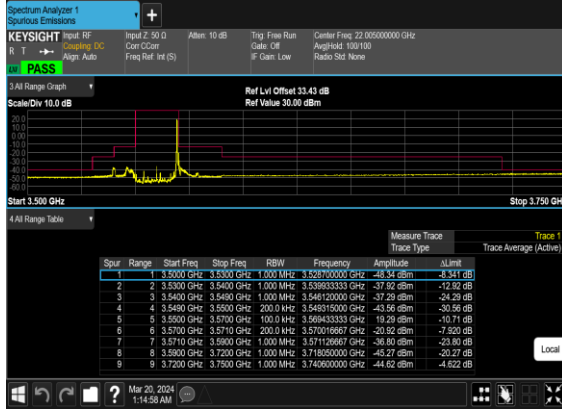 Spectrum Analyzer 1
Spurious Emissions
+
KEYSIGHT Input: RF Input Z: 50 Ω Atten: 10 dB Trig: Free Run Center Freq: 22.005000000 GHz
R T Coupling: DC Corr CCorr Gate: Off Avg|Hold: 100/100
Align: Auto Freq Ref: Int (S) IF Gain: Low Radio Std: None
PASS
3 All Range Graph Ref Lvl Offset 33.43 dB
Scale/Div 10.0 dB Ref Value 30.00 dBm
20.0
10.0
0.00
-10.0
-20.0
-30.0
-40.0
-50.0
-60.0
Start 3.500 GHz Stop 3.750 GH
4 All Range Table
Measure Trace Trace 1
Trace Type Trace Average (Active)
Spur Range Start Freq Stop Freq RBW Frequency Amplitude ΔLimit
1 1 3.5000 GHz 3.5300 GHz 1.000 MHz 3.528700000 GHz -48.34 dBm -8.341 dB
2 2 3.5300 GHz 3.5400 GHz 1.000 MHz 3.539933333 GHz -37.92 dBm -12.92 dB
3 3 3.5400 GHz 3.5490 GHz 1.000 MHz 3.546120000 GHz -37.29 dBm -24.29 dB
4 4 3.5490 GHz 3.5500 GHz 200.0 kHz 3.549315000 GHz -43.56 dBm -30.56 dB
5 5 3.5500 GHz 3.5700 GHz 100.0 kHz 3.569433333 GHz 19.29 dBm -10.71 dB
6 6 3.5700 GHz 3.5710 GHz 200.0 kHz 3.570016667 GHz -20.92 dBm -7.920 dB
7 7 3.5710 GHz 3.5900 GHz 1.000 MHz 3.571126667 GHz -36.80 dBm -23.80 dB
8 8 3.5900 GHz 3.7200 GHz 1.000 MHz 3.718050000 GHz -45.27 dBm -20.27 dB
9 9 3.7200 GHz 3.7500 GHz 1.000 MHz 3.740600000 GHz -44.62 dBm -4.622 dB
Local
? Mar 20, 2024
1:14:58 AM